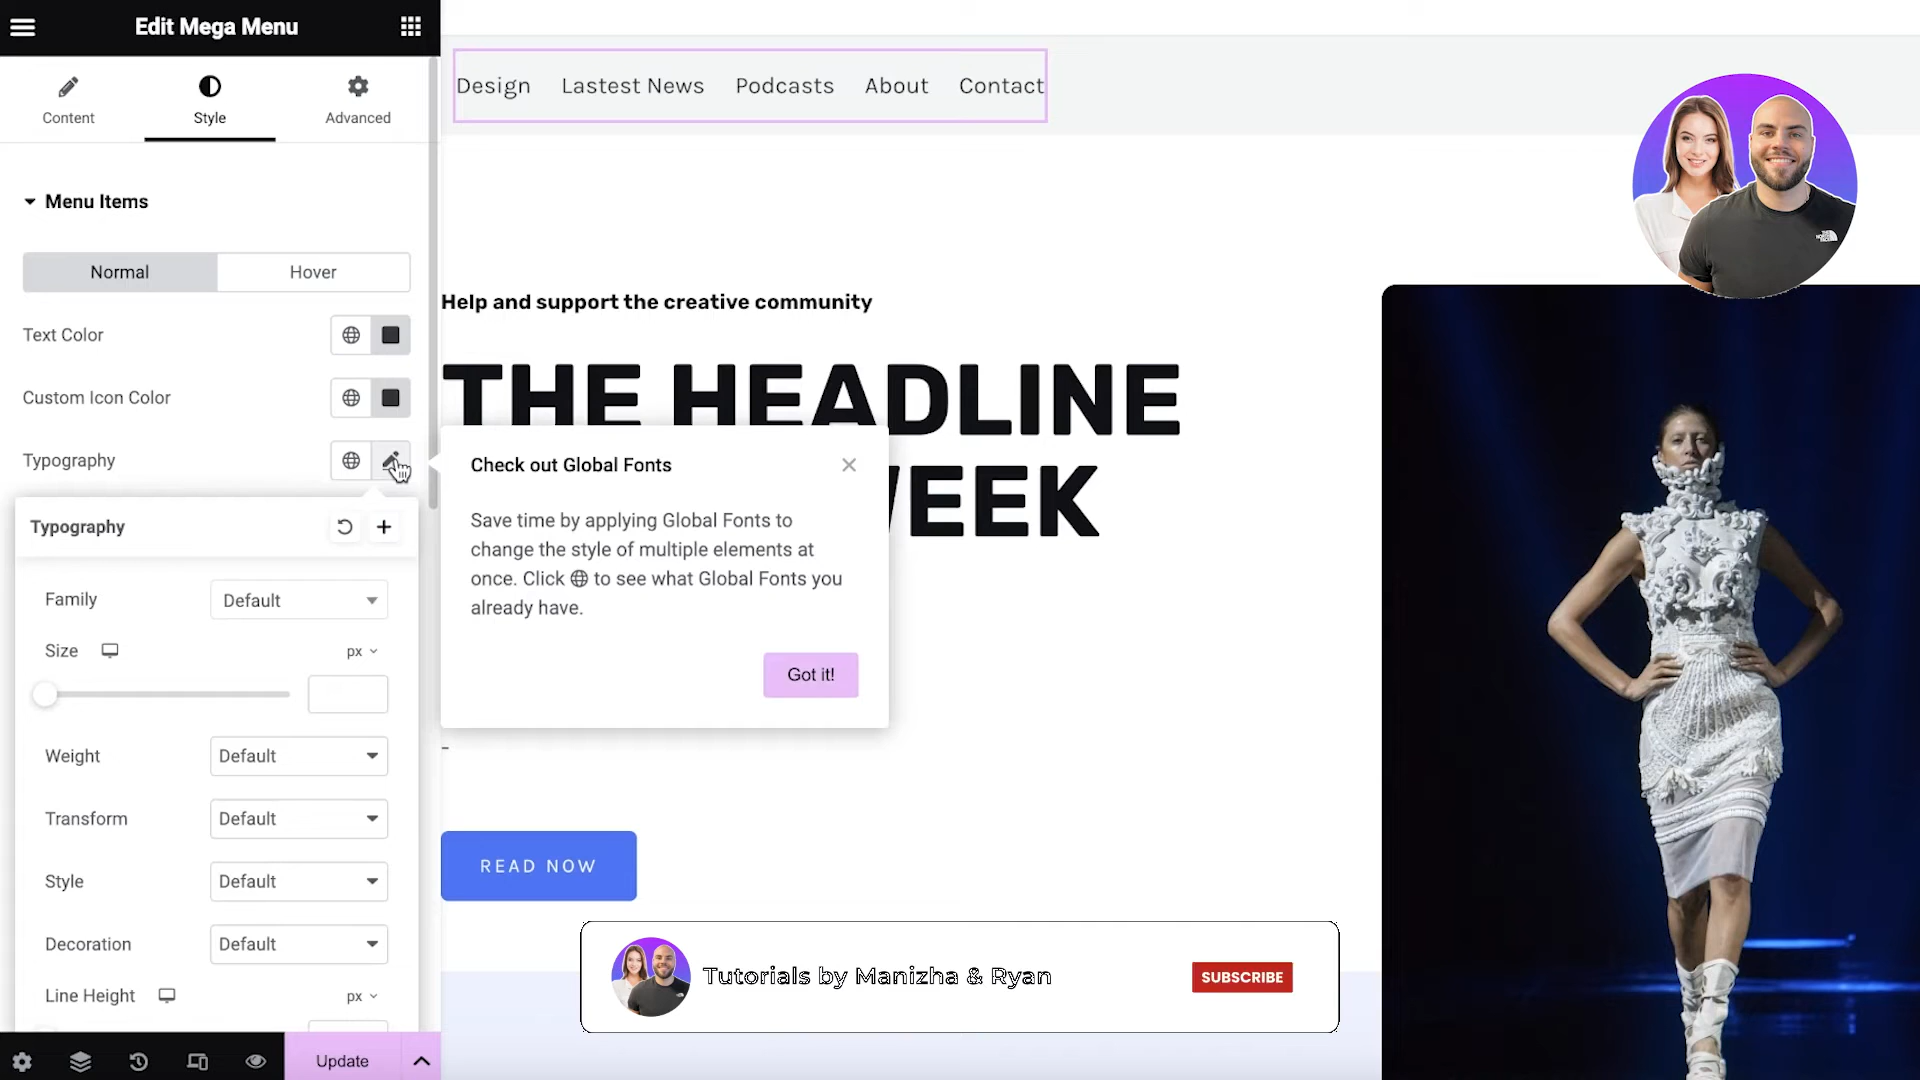 Edit Mega Menu
Content
Style
Advanced
Menu Items
Normal
Hover
Text Color
Custom Icon Color
Typography
Typography
Family
Default
Size
px
Weight
Default
Transform
Default
Style
Default
Decoration
Default
Line Height
px
Update
Design
Lastest News
Podcasts
About
Contact
Help and support the creative community
THE HEADLINE
WEEK
Check out Global Fonts
Save time by applying Global Fonts to
change the style of multiple elements at
once. Click to see what Global Fonts you
already have.
Got it!
-
READ NOW
Tutorials by Manizha & Ryan
SUBSCRIBE